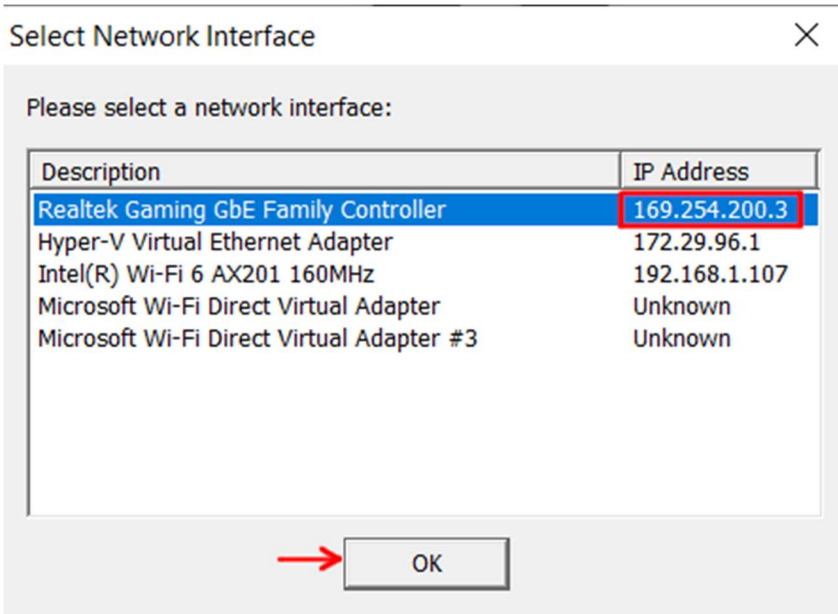 Select Network Interface
Please select a network interface:
Description IP Address
Realtek Gaming GbE Family Controller 169.254.200.3
Hyper-V Virtual Ethernet Adapter 172.29.96.1
Intel(R) Wi-Fi 6 AX201 160MHz 192.168.1.107
Microsoft Wi-Fi Direct Virtual Adapter Unknown
Microsoft Wi-Fi Direct Virtual Adapter #3 Unknown
OK